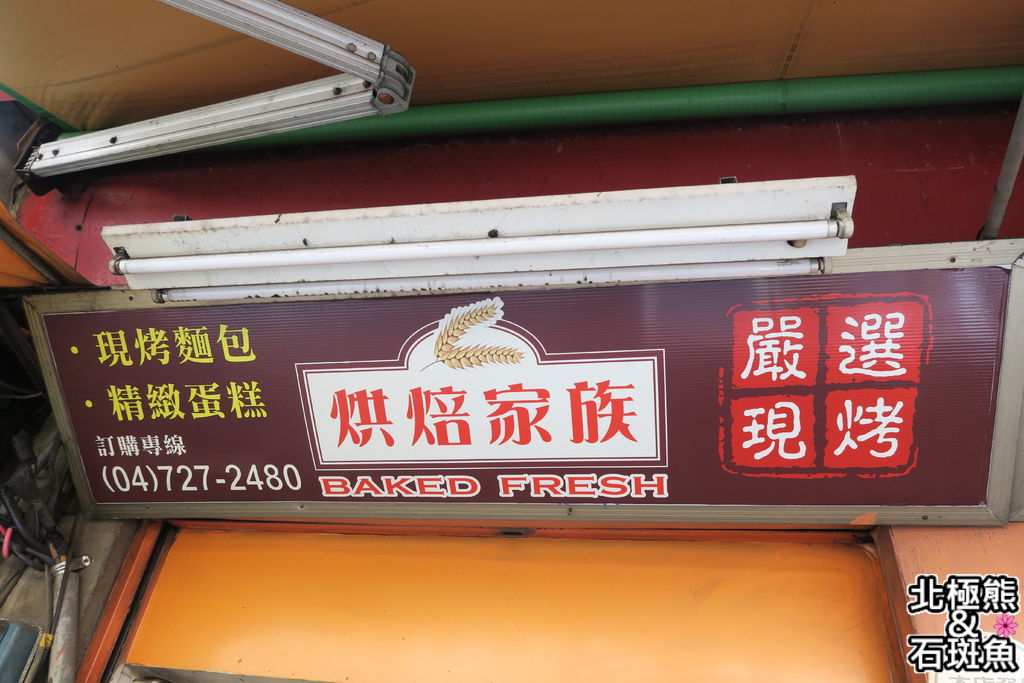 ・現烤麵包
・精緻蛋糕
訂購專線
(04)727-2480
烘焙家族
BAKED FRESH
嚴選
現烤
北極熊
&
石斑魚